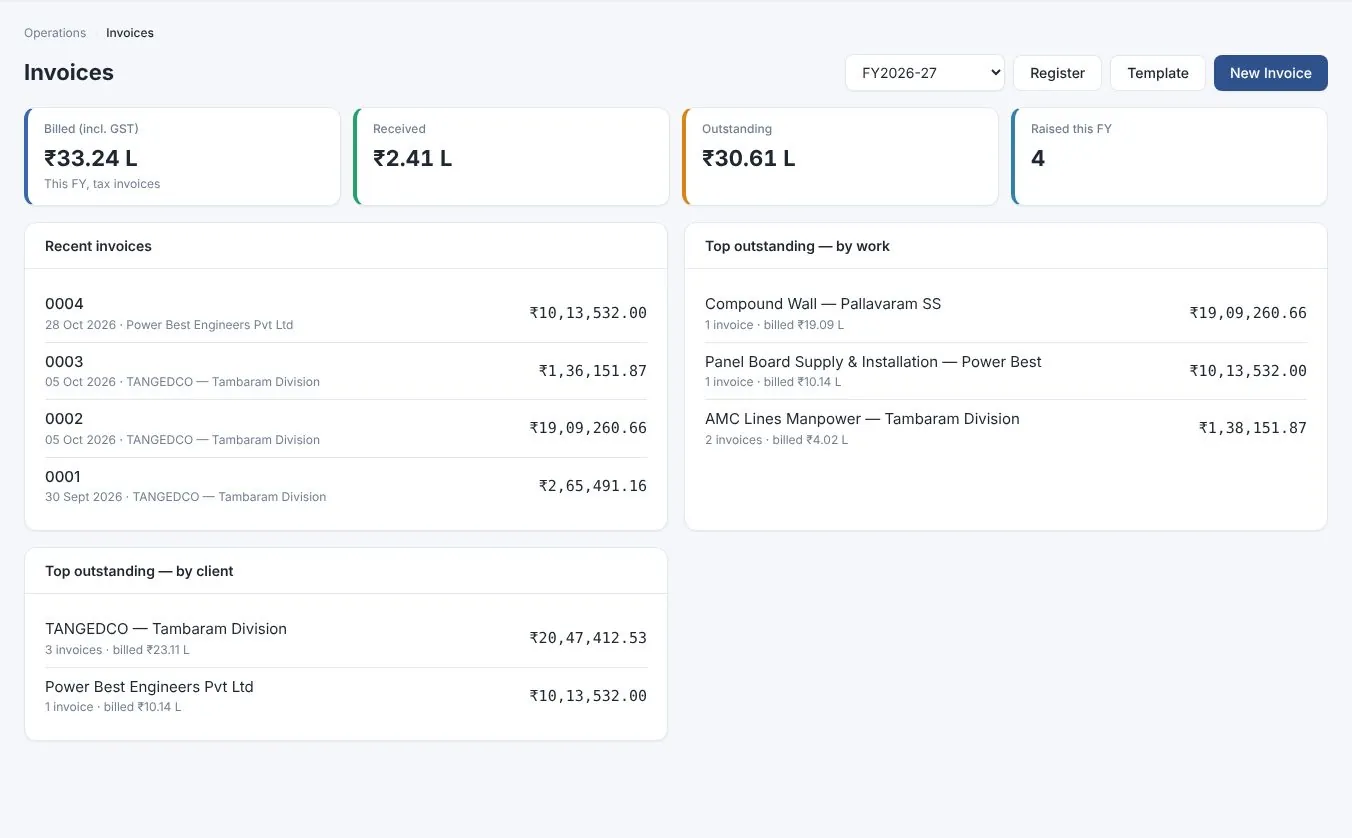 Operations Invoices
Invoices
FY2026-27
Register
Template
New Invoice
Billed (incl. GST)
₹33.24 L
This FY, tax invoices
Received
₹2.41 L
Outstanding
₹30.61 L
Raised this FY
4
Recent invoices
0004
28 Oct 2026 · Power Best Engineers Pvt Ltd
₹10,13,532.00
0003
05 Oct 2026 · TANGEDCO — Tambaram Division
₹1,36,151.87
0002
05 Oct 2026 · TANGEDCO — Tambaram Division
₹19,09,260.66
0001
30 Sept 2026 · TANGEDCO — Tambaram Division
₹2,65,491.16
Top outstanding — by work
Compound Wall — Pallavaram SS
1 invoice · billed ₹19.09 L
₹19,09,260.66
Panel Board Supply & Installation — Power Best
1 invoice · billed ₹10.14 L
₹10,13,532.00
AMC Lines Manpower — Tambaram Division
2 invoices · billed ₹4.02 L
₹1,38,151.87
Top outstanding — by client
TANGEDCO — Tambaram Division
3 invoices · billed ₹23.11 L
₹20,47,412.53
Power Best Engineers Pvt Ltd
1 invoice · billed ₹10.14 L
₹10,13,532.00